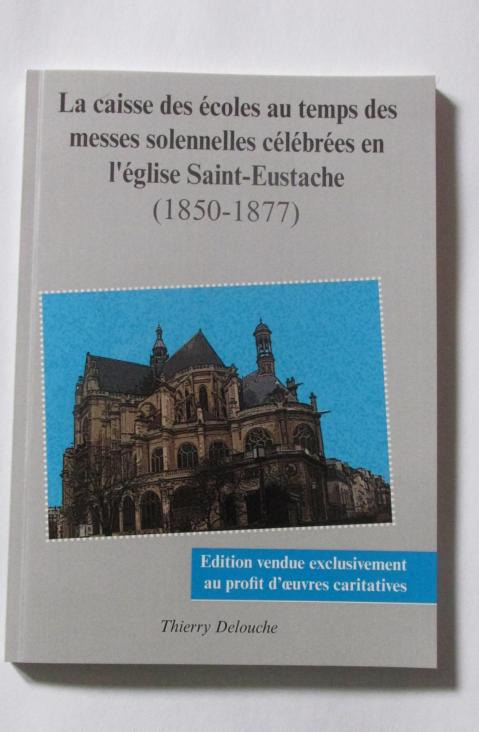 La caisse des écoles au temps des
messes solennelles célébrées en
l'église Saint-Eustache
(1850-1877)
Edition vendue exclusivement
au profit d'œuvres caritatives
Thierry Delouche